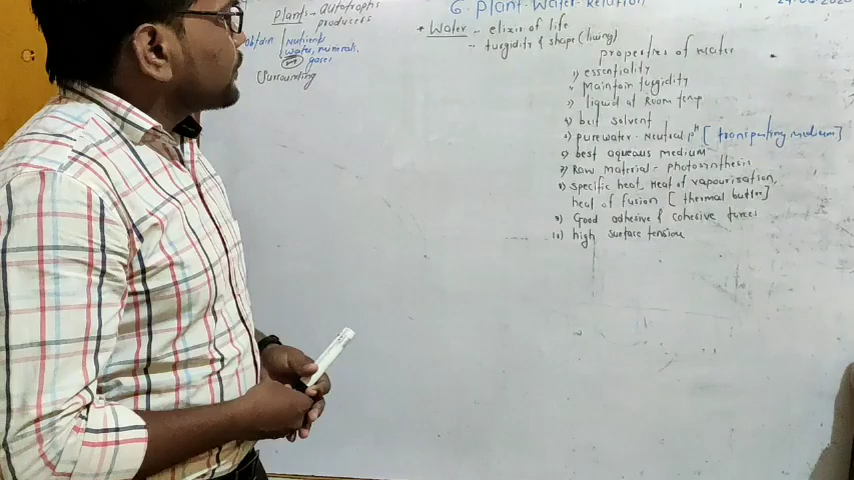 6. Plant-Water-Relation
Plants - autotrophs
producers
obtain
Nutrients
water, minerals,
gases
Surrounding
* Water - elixir of life
- turgidity & shape (living)
properties of water
1) essentiality
Maintain turgidity
3) liquid at Room temp
4) best solvent
5) purewater - Neutral pH [transporting medium]
6) best aqueous medium
7) Raw material - photosynthesis
8) specific heat, Heat of vapourisation,
heat of fusion [thermal buffer]
9) Good adhesive & cohesive forces
10) high surface tension